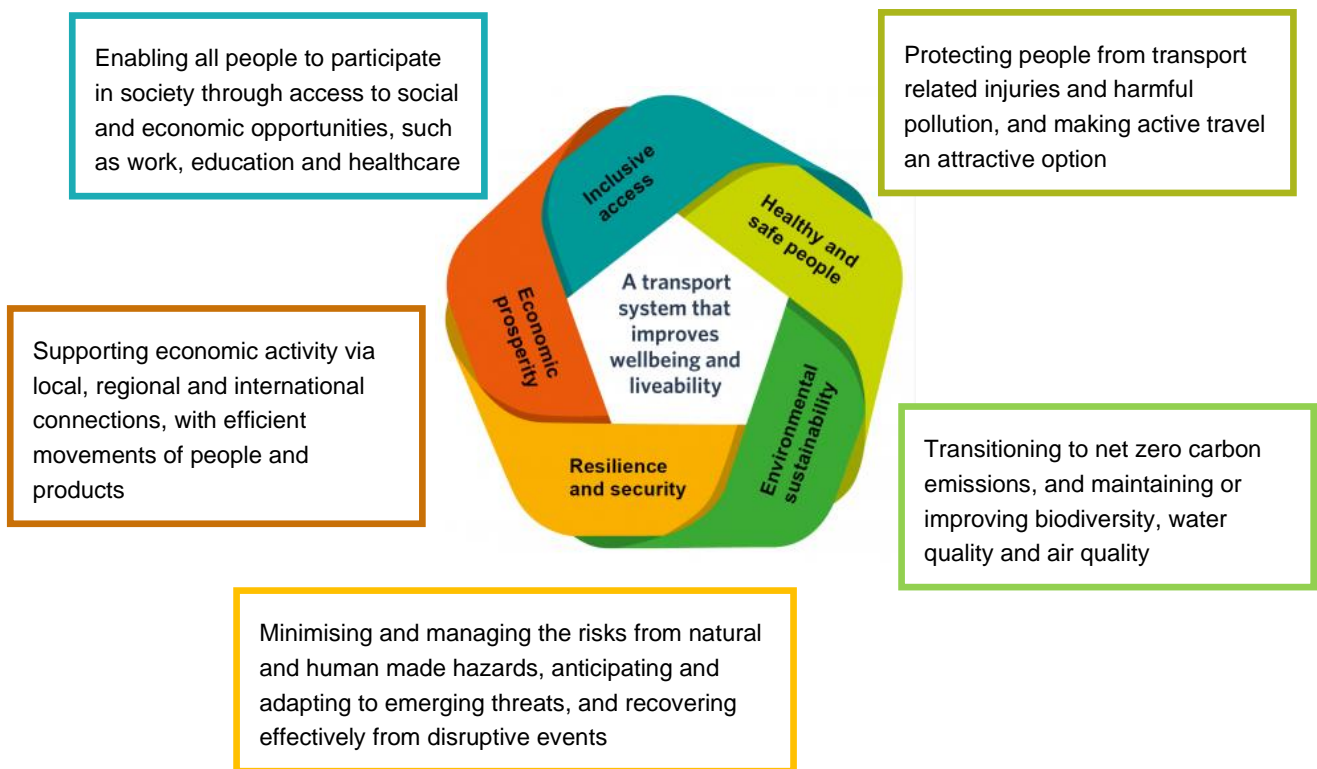 Enabling all people to participate
in society through access to social
and economic opportunities, such
as work, education and healthcare
Protecting people from transport
related injuries and harmful
pollution, and making active travel
an attractive option
Inclusive
access
Healthy and
safe people
A transport
system that
improves
wellbeing and
liveability
Economic
prosperity
Environmental
sustainability
Resilience
and security
Supporting economic activity via
local, regional and international
connections, with efficient
movements of people and
products
Transitioning to net zero carbon
emissions, and maintaining or
improving biodiversity, water
quality and air quality
Minimising and managing the risks from natural
and human made hazards, anticipating and
adapting to emerging threats, and recovering
effectively from disruptive events